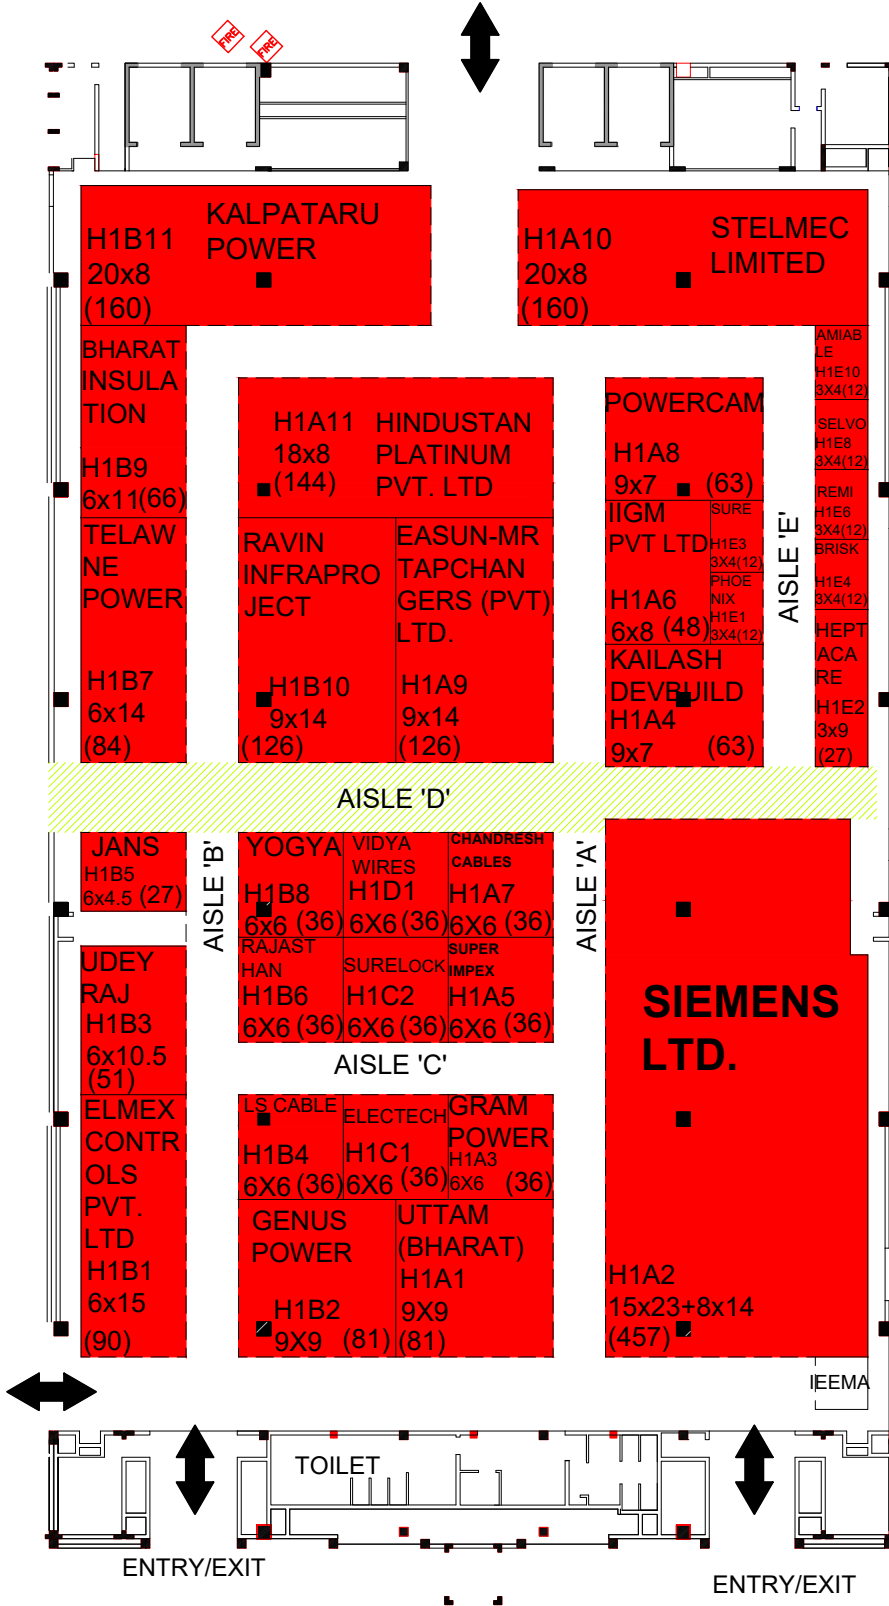 FIRE
FIRE
KALPATARU
POWER
H1B11
20x8
(160)
STELMEC
LIMITED
H1A10
20x8
(160)
BHARAT
INSULA
TION
H1B9
6x11(66)
TELAW
NE
POWER
H1B7
6x14
(84)
H1A11
18x8
(144)
HINDUSTAN
PLATINUM
PVT. LTD
RAVIN
INFRAPRO
JECT
H1B10
9x14
(126)
EASUN-MR
TAPCHAN
GERS (PVT)
LTD.
H1A9
9x14
(126)
POWERCAM
H1A8
9x7 (63)
IIGM
PVT LTD
H1A6
6x8 (48)
SURE
H1E3
3X4(12)
PHOE
NIX
H1E1
3X4(12)
KAILASH
DEVBUILD
H1A4
9x7 (63)
AISLE 'E'
AMIAB
LE
H1E10
3X4(12)
SELVO
H1E8
3X4(12)
REMI
H1E6
3X4(12)
BRISK
H1E4
3X4(12)
HEPT
ACA
RE
H1E2
3x9
(27)
AISLE 'D'
JANS
H1B5
6x4.5 (27)
AISLE 'B'
YOGYA
H1B8
6x6 (36)
VIDYA
WIRES
H1D1
6X6 (36)
CHANDRESH
CABLES
H1A7
6X6 (36)
AISLE 'A'
RAJAST
HAN
H1B6
6X6 (36)
SURELOCK
H1C2
6X6 (36)
SUPER
IMPEX
H1A5
6X6 (36)
UDEY
RAJ
H1B3
6x10.5
(51)
SIEMENS
LTD.
H1A2
15x23+8x14
(457)
AISLE 'C'
ELMEX
CONTR
OLS
PVT.
LTD
H1B1
6x15
(90)
LS CABLE
H1B4
6X6 (36)
ELECTECH
H1C1
6X6 (36)
GRAM
POWER
H1A3
6X6 (36)
GENUS
POWER
H1B2
9X9 (81)
UTTAM
(BHARAT)
H1A1
9X9
(81)
IEEMA
TOILET
ENTRY/EXIT
ENTRY/EXIT